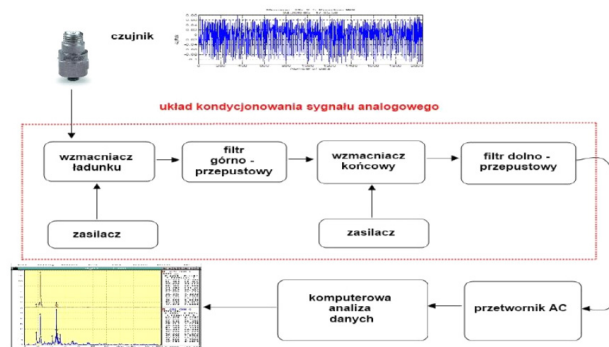 czujnik
układ kondycjonowania sygnału analogowego
wzmacniacz
ładunku
filtr
górno -
przepustowy
wzmacniacz
końcowy
filtr dolno -
przepustowy
zasilacz
zasilacz
komputerowa
analiza
danych
przetwornik AC